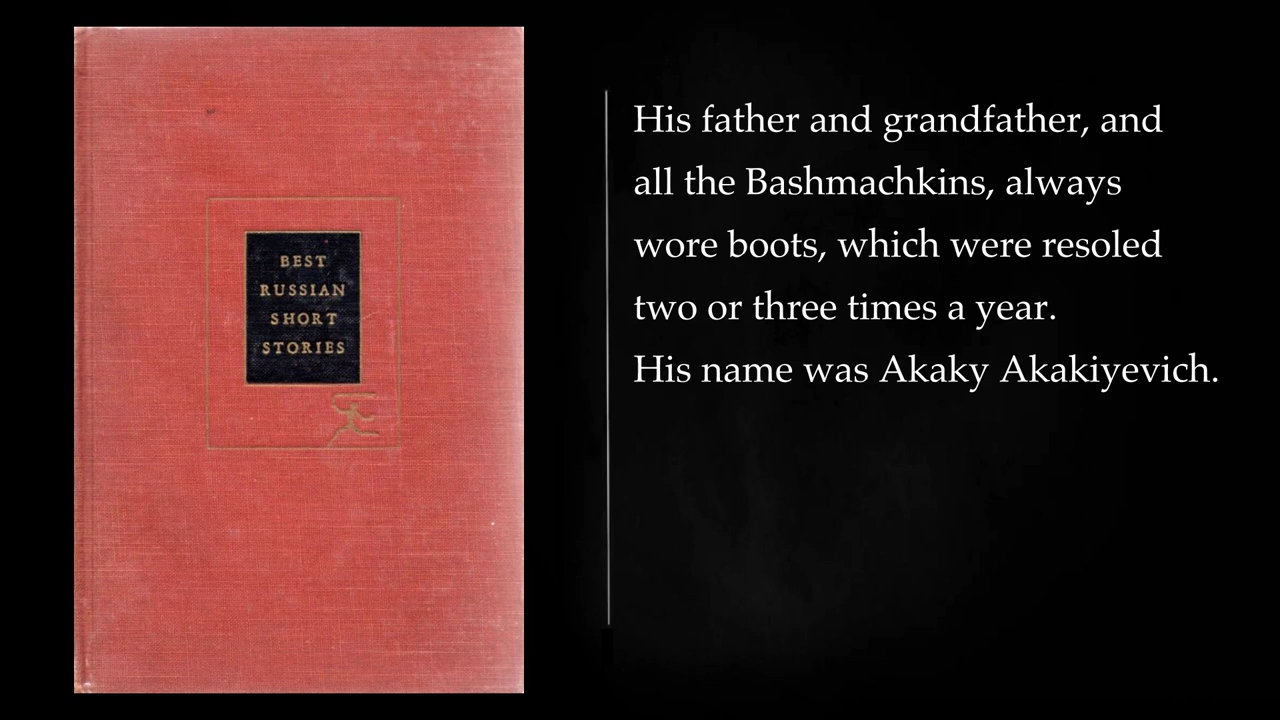 BEST
RUSSIAN
SHORT
STORIES
His father and grandfather, and
all the Bashmachkins, always
wore boots, which were resoled
two or three times a year.
His name was Akaky Akakiyevich.